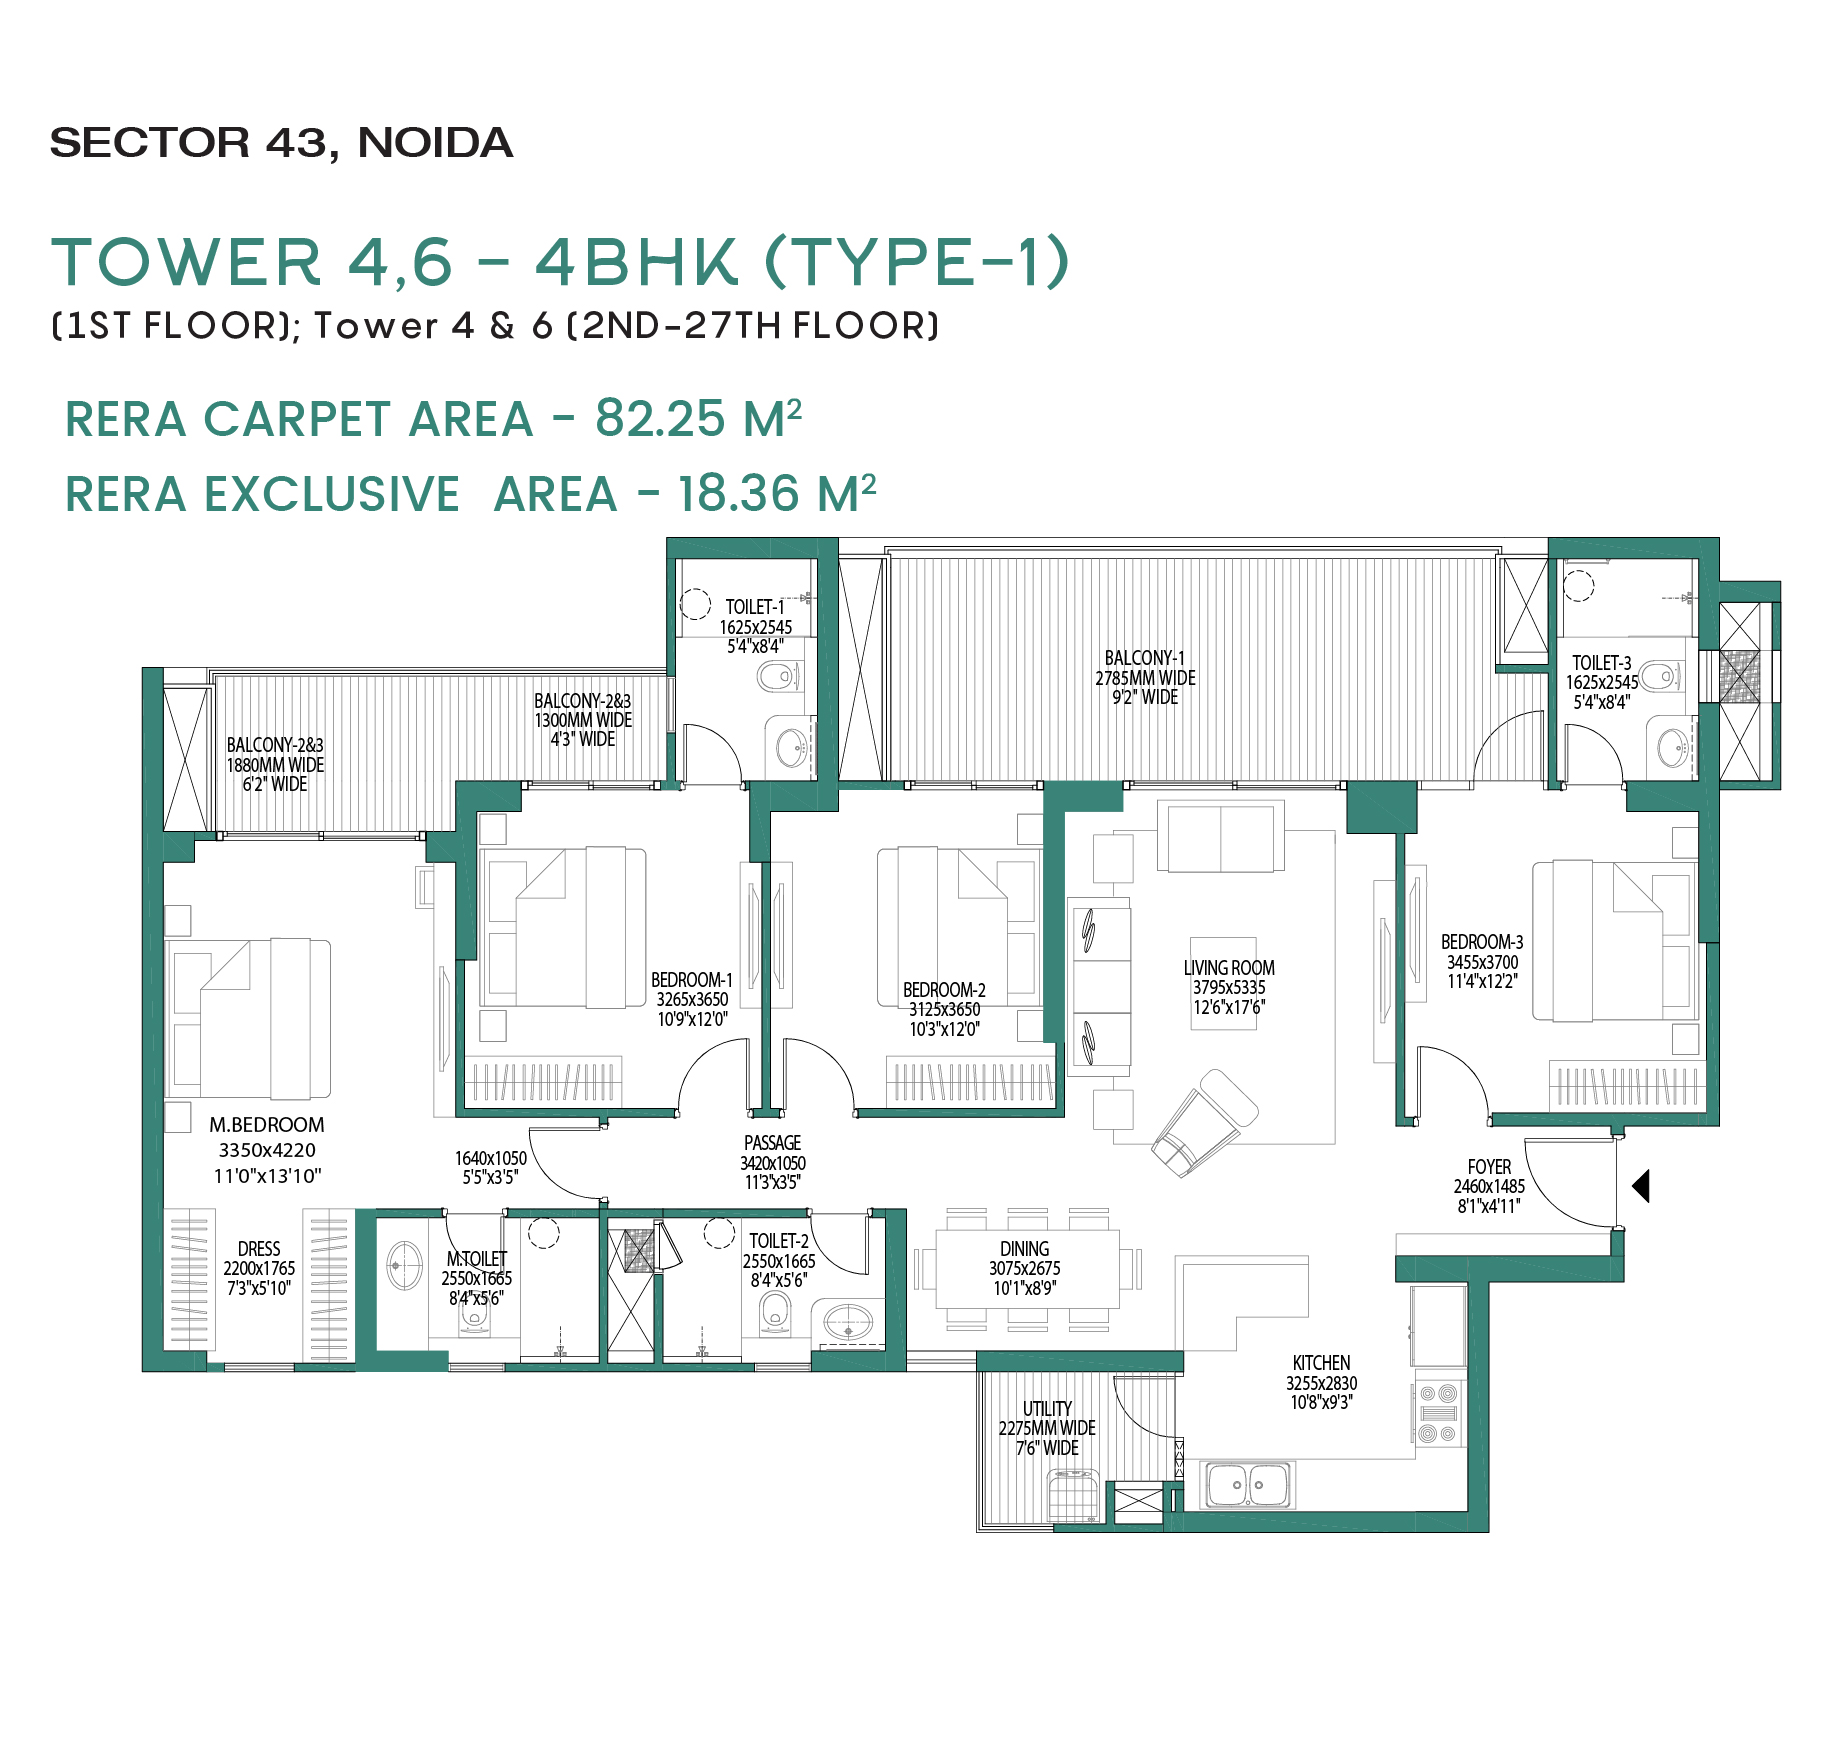 SECTOR 43, NOIDA
TOWER 4,6 - 4BHK (TYPE-1)
(1ST FLOOR); Tower 4 & 6 (2ND-27TH FLOOR)
RERA CARPET AREA - 82.25 M²
RERA EXCLUSIVE AREA - 18.36 M²
TOILET-1
1625x2545
5'4"x8'4"
BALCONY-1
2785MM WIDE
9'2" WIDE
TOILET-3
1625x2545
5'4"x8'4"
BALCONY-2&3
1300MM WIDE
4'3" WIDE
BALCONY-2&3
1880MM WIDE
6'2" WIDE
BEDROOM-1
3265x3650
10'9"x12'0"
BEDROOM-2
3125x3650
10'3"x12'0"
LIVING ROOM
3795x5335
12'6"x17'6"
BEDROOM-3
3455x3700
11'4"x12'2"
M.BEDROOM
3350x4220
11'0"x13'10"
1640x1050
5'5"x3'5"
PASSAGE
3420x1050
11'3"x3'5"
FOYER
2460x1485
8'1"x4'11"
DRESS
2200x1765
7'3"x5'10"
M.TOILET
2550x1665
8'4"x5'6"
TOILET-2
2550x1665
8'4"x5'6"
DINING
3075x2675
10'1"x8'9"
KITCHEN
3255x2830
10'8"x9'3"
UTILITY
2275MM WIDE
7'6" WIDE